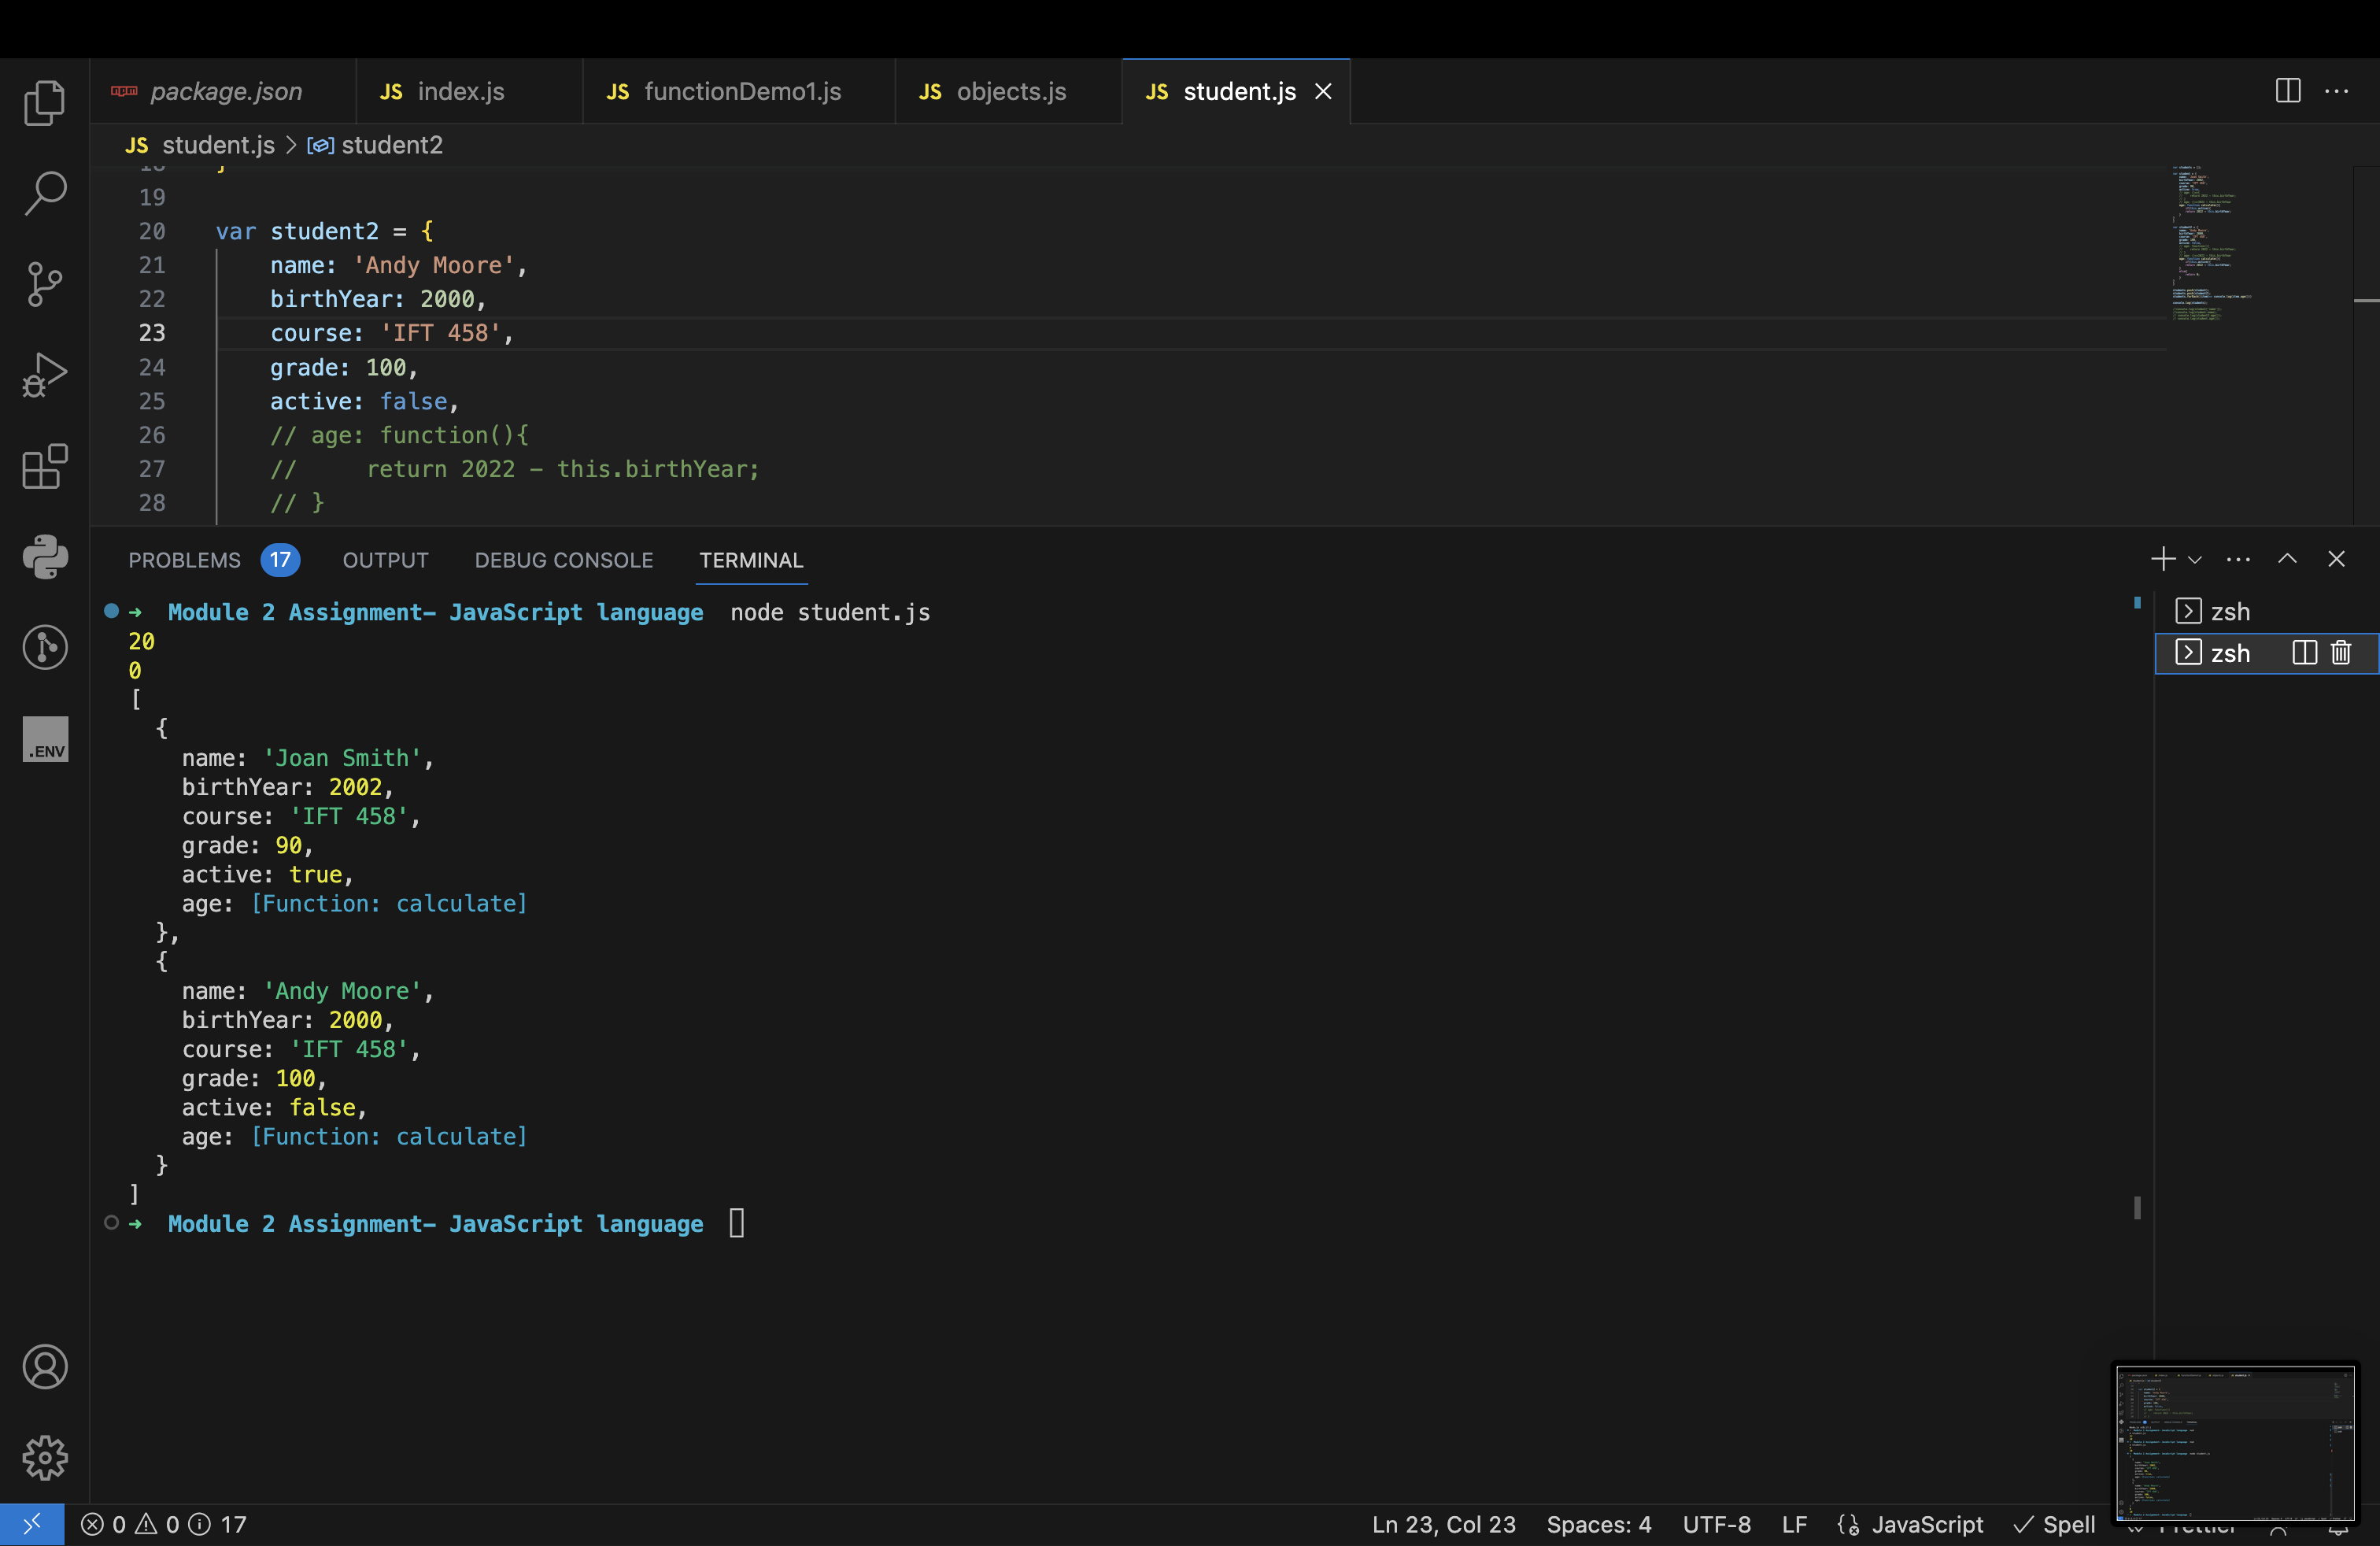 package.json
JS index.js
JS functionDemo1.js
JS objects.js
JS student.js
JS student.js > student2
18 }
19
20 var student2 = {
21 name: 'Andy Moore',
22 birthYear: 2000,
23 course: 'IFT 458',
24 grade: 100,
25 active: false,
26 // age: function(){
27 // return 2022 - this.birthYear;
28 // }
PROBLEMS 17 OUTPUT DEBUG CONSOLE TERMINAL
→ Module 2 Assignment- JavaScript language node student.js
20
0
[
{
name: 'Joan Smith',
birthYear: 2002,
course: 'IFT 458',
grade: 90,
active: true,
age: [Function: calculate]
},
{
name: 'Andy Moore',
birthYear: 2000,
course: 'IFT 458',
grade: 100,
active: false,
age: [Function: calculate]
}
]
→ Module 2 Assignment- JavaScript language
zsh
zsh
.ENV
0 0 17
Ln 23, Col 23 Spaces: 4 UTF-8 LF JavaScript Spell